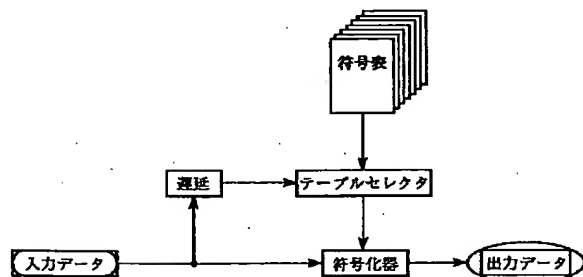 符号表
遅延
テーブルセレクタ
入力データ
符号化器
出力データ